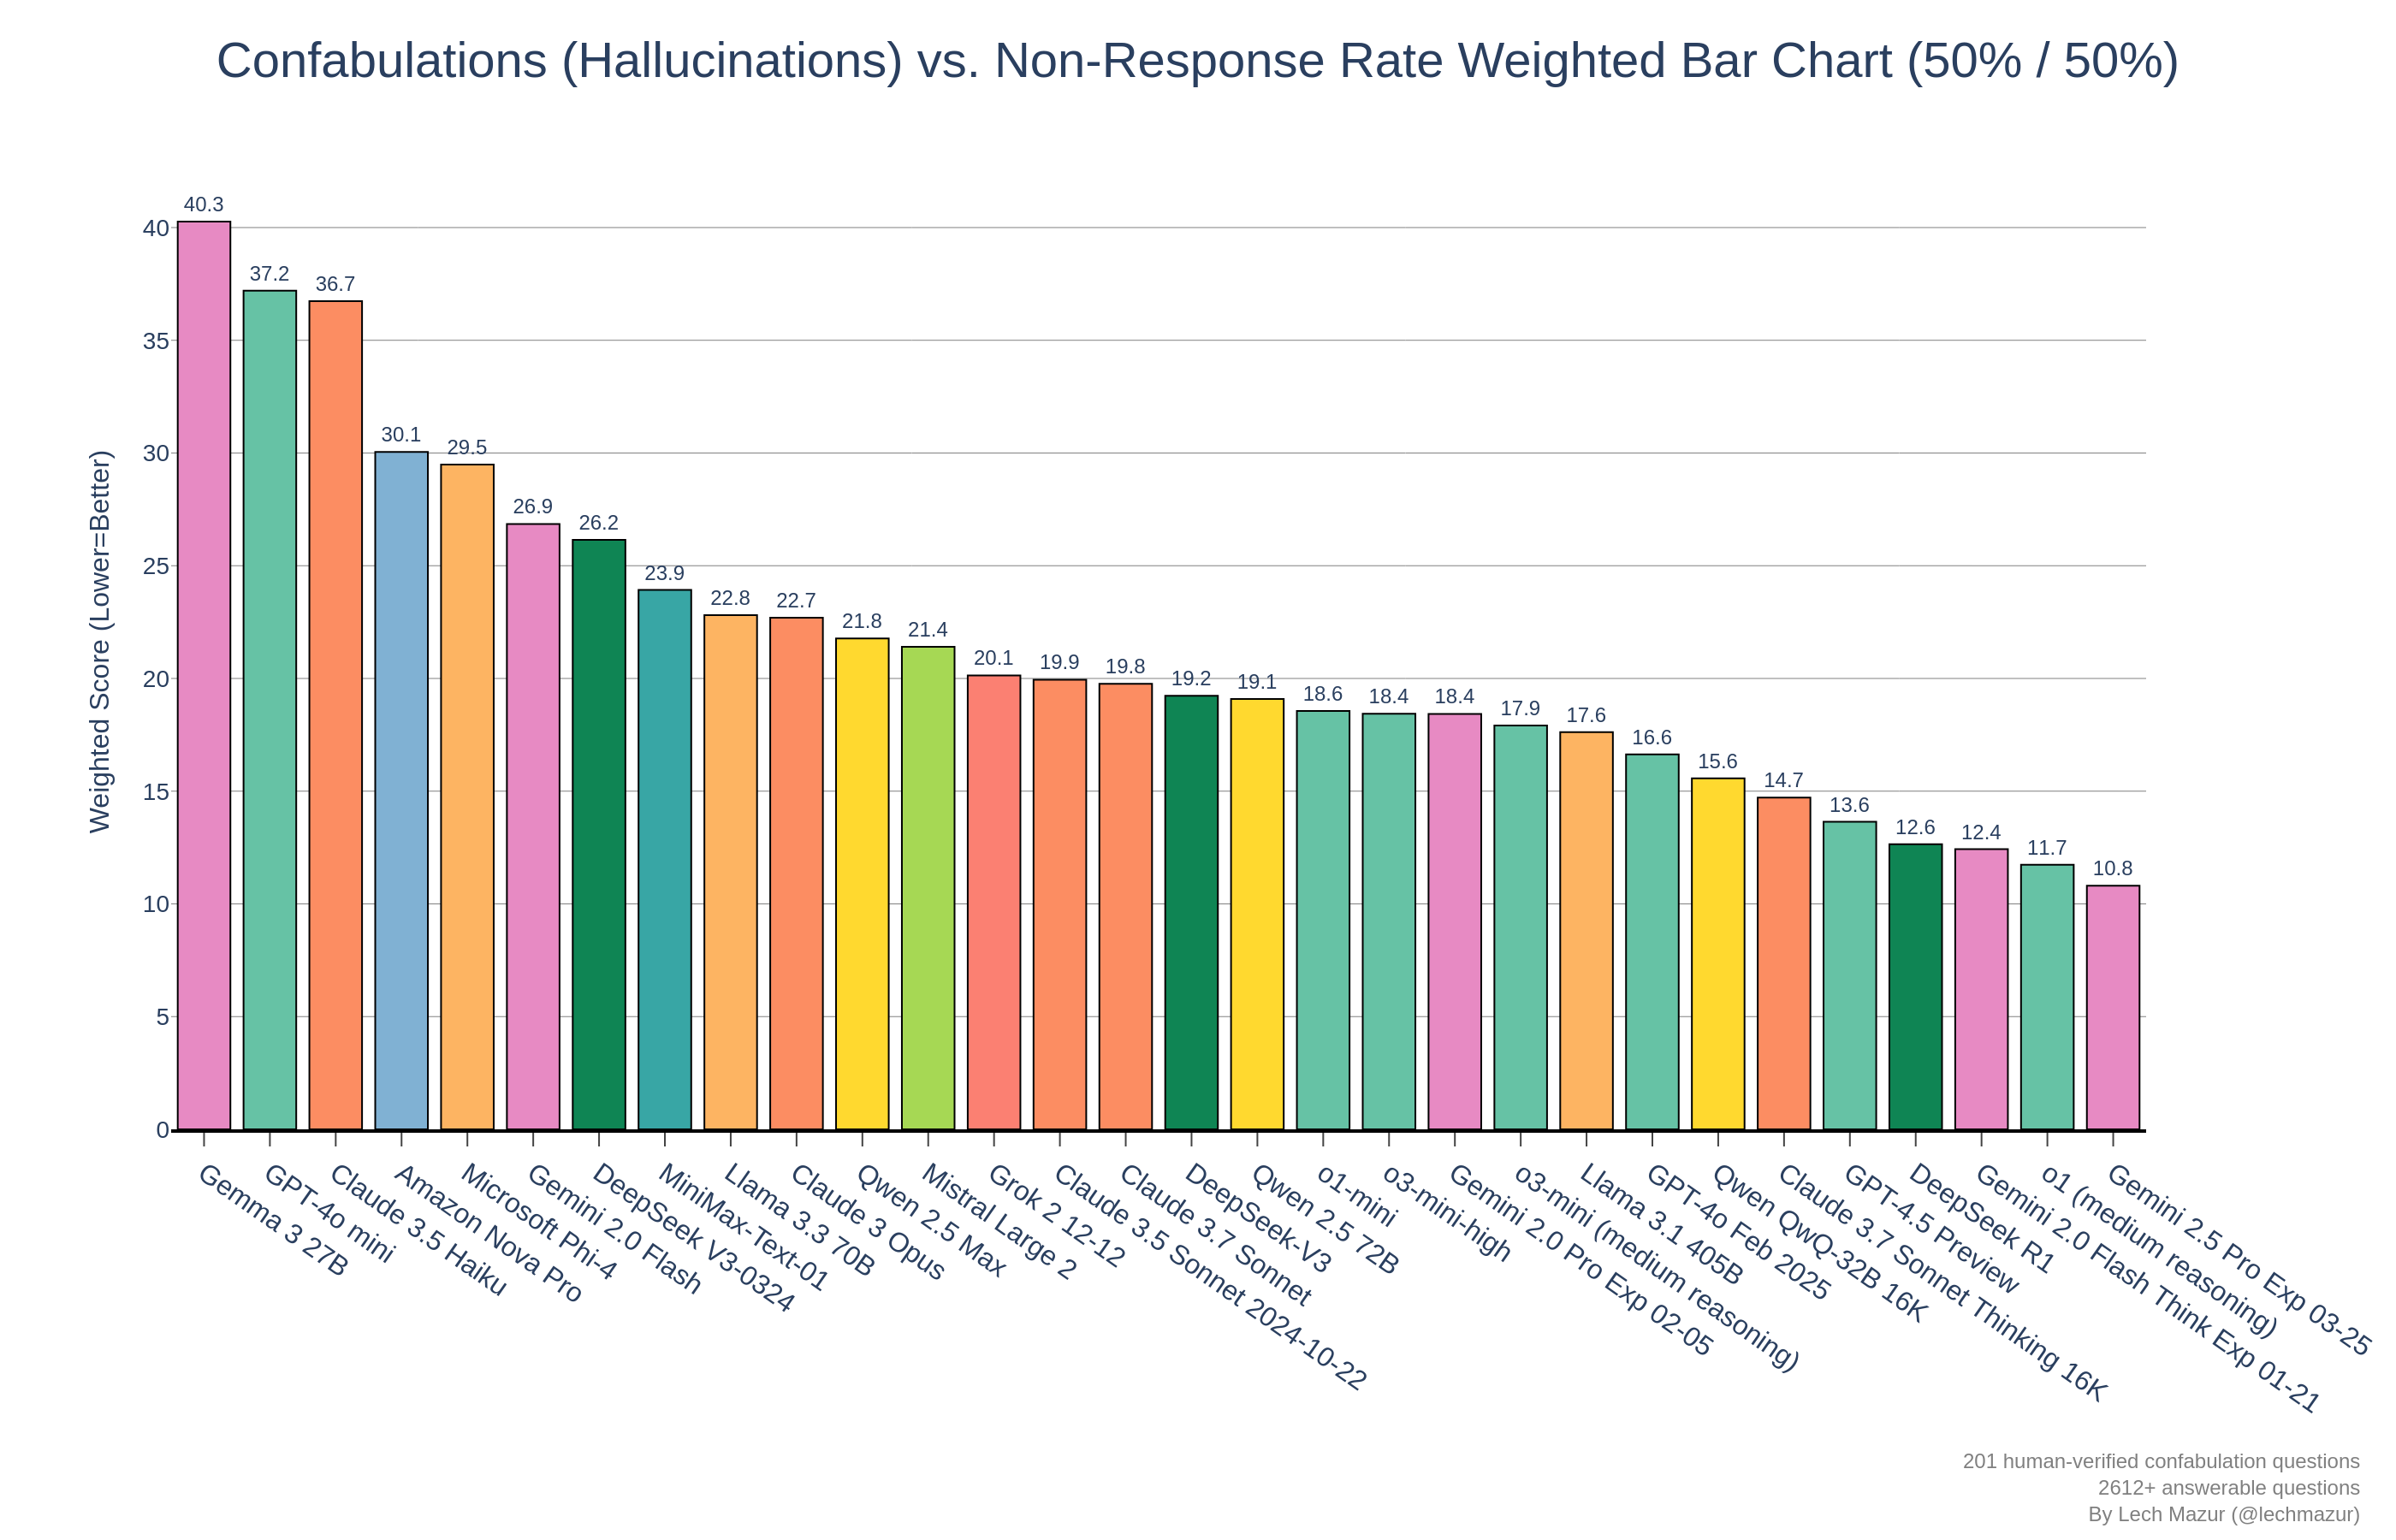 Confabulations (Hallucinations) vs. Non-Response Rate Weighted Bar Chart (50% / 50%)
Weighted Score (Lower=Better)
40
35
30
25
20
15
10
5
0
40.3
37.2
36.7
30.1
29.5
26.9
26.2
23.9
22.8
22.7
21.8
21.4
20.1
19.9
19.8
19.2
19.1
18.6
18.4
18.4
17.9
17.6
16.6
15.6
14.7
13.6
12.6
12.4
11.7
10.8
Gemma 3 27B
GPT-4o mini
Claude 3.5 Haiku
Amazon Nova Pro
Microsoft Phi-4
Gemini 2.0 Flash
DeepSeek V3-0324
MiniMax-Text-01
Llama 3.3 70B
Claude 3 Opus
Qwen 2.5 Max
Mistral Large 2
Grok 2 12-12
Claude 3.5 Sonnet 2024-10-22
Claude 3.7 Sonnet
DeepSeek-V3
Qwen 2.5 72B
o1-mini
o3-mini-high
Gemini 2.0 Pro Exp 02-05
o3-mini (medium reasoning)
Llama 3.1 405B
GPT-4o Feb 2025
Qwen QwQ-32B 16K
Claude 3.7 Sonnet Thinking 16K
GPT-4.5 Preview
DeepSeek R1
Gemini 2.0 Flash Think Exp 01-21
o1 (medium reasoning)
Gemini 2.5 Pro Exp 03-25
201 human-verified confabulation questions
2612+ answerable questions
By Lech Mazur (@lechmazur)